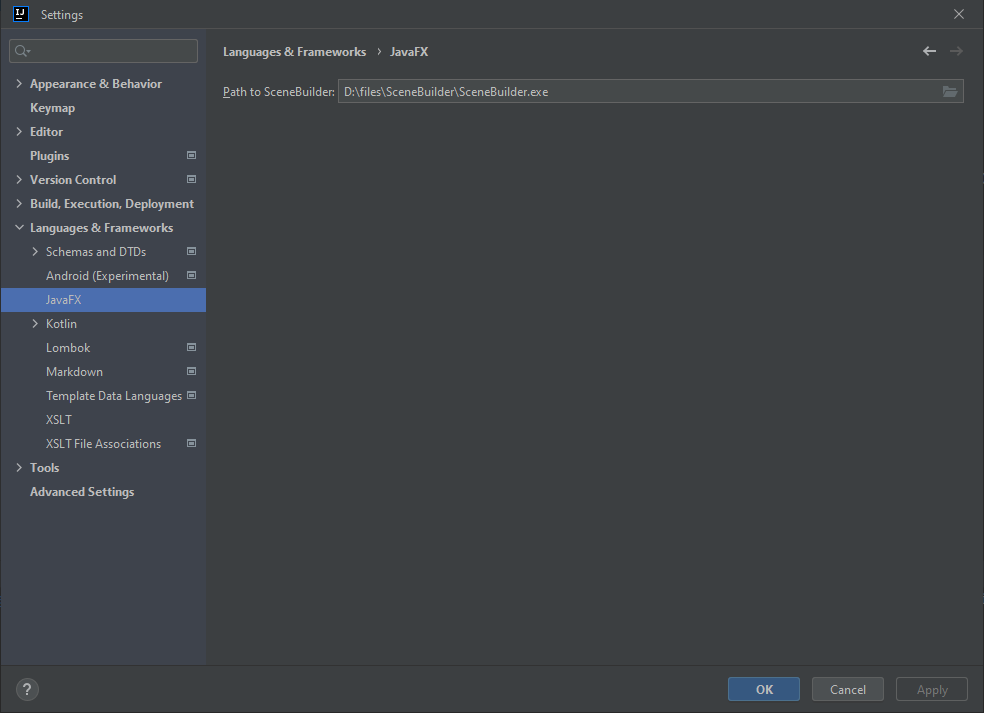 IJ
Settings
Languages & Frameworks › JavaFX
Path to SceneBuilder: D:\files\SceneBuilder\SceneBuilder.exe
Appearance & Behavior
Keymap
Editor
Plugins
Version Control
Build, Execution, Deployment
Languages & Frameworks
Schemas and DTDs
Android (Experimental)
JavaFX
Kotlin
Lombok
Markdown
Template Data Languages
XSLT
XSLT File Associations
Tools
Advanced Settings
?
OK
Cancel
Apply